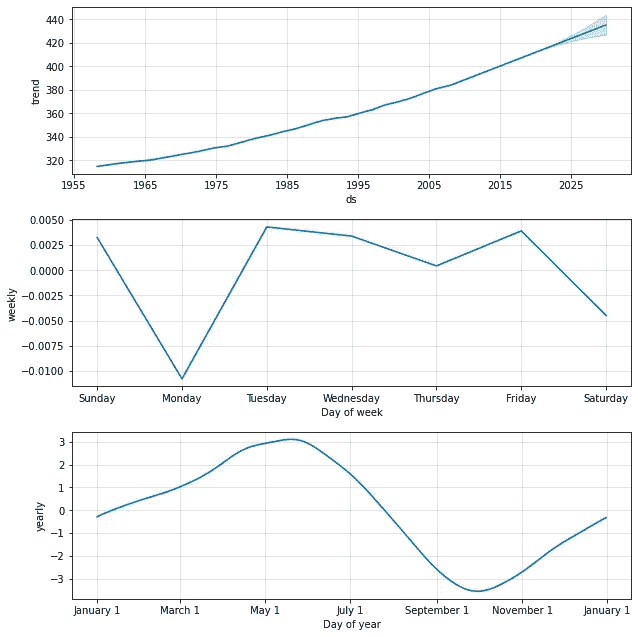 440
420
400
380
360
340
320
trend
1955 1965 1975 1985 1995 2005 2015 2025
ds
0.0050
0.0025
0.0000
−0.0025
−0.0050
−0.0075
−0.0100
weekly
Sunday Monday Tuesday Wednesday Thursday Friday Saturday
Day of week
3
2
1
0
−1
−2
−3
yearly
January 1 March 1 May 1 July 1 September 1 November 1 January 1
Day of year